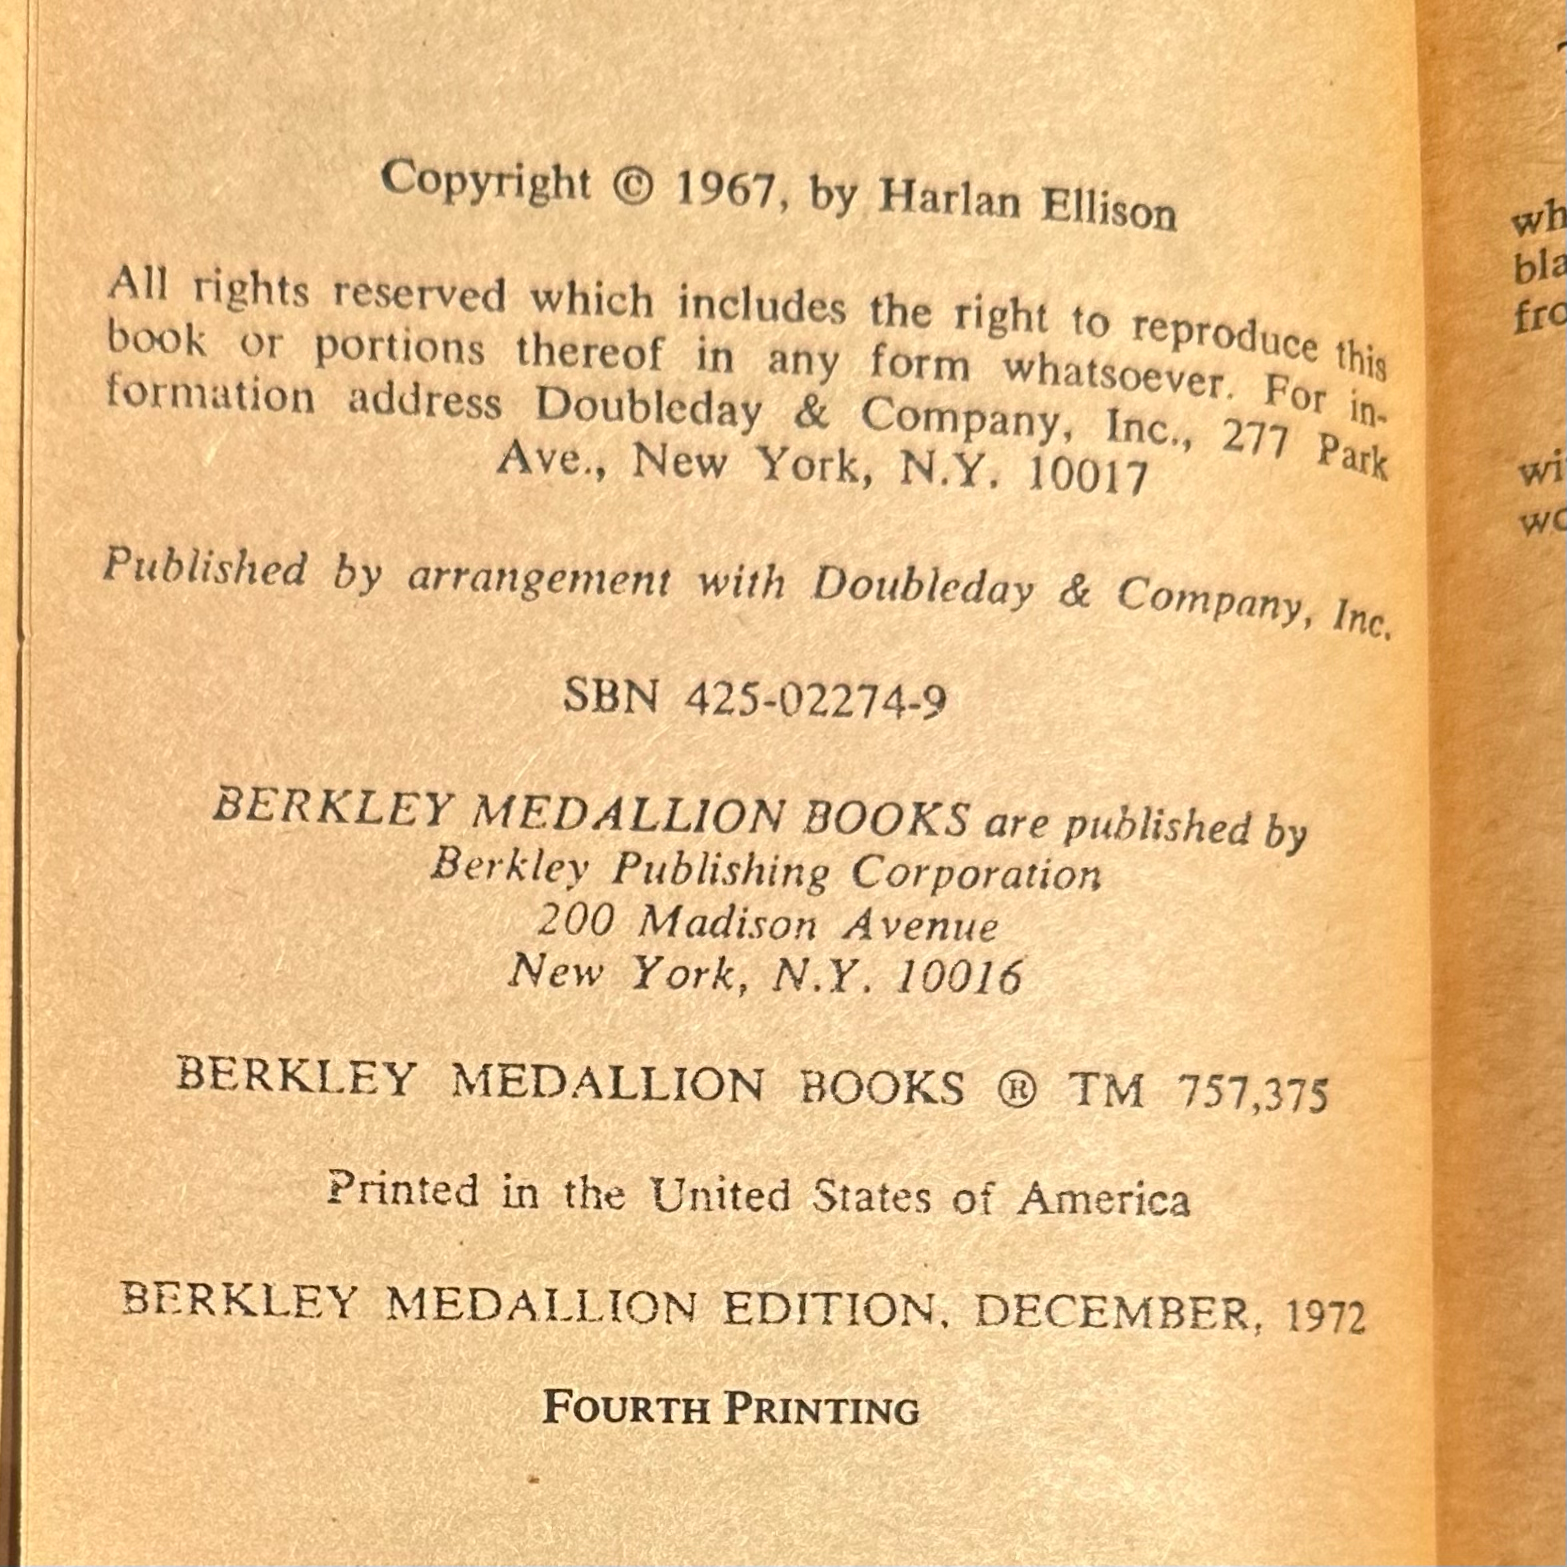 Copyright © 1967, by Harlan Ellison
All rights reserved which includes the right to reproduce this
book or portions thereof in any form whatsoever. For in-
formation address Doubleday & Company, Inc., 277 Park
Ave., New York, N.Y. 10017
Published by arrangement with Doubleday & Company, Inc.
SBN 425-02274-9
BERKLEY MEDALLION BOOKS are published by
Berkley Publishing Corporation
200 Madison Avenue
New York, N.Y. 10016
BERKLEY MEDALLION BOOKS ® TM 757,375
Printed in the United States of America
BERKLEY MEDALLION EDITION, DECEMBER, 1972
FOURTH PRINTING